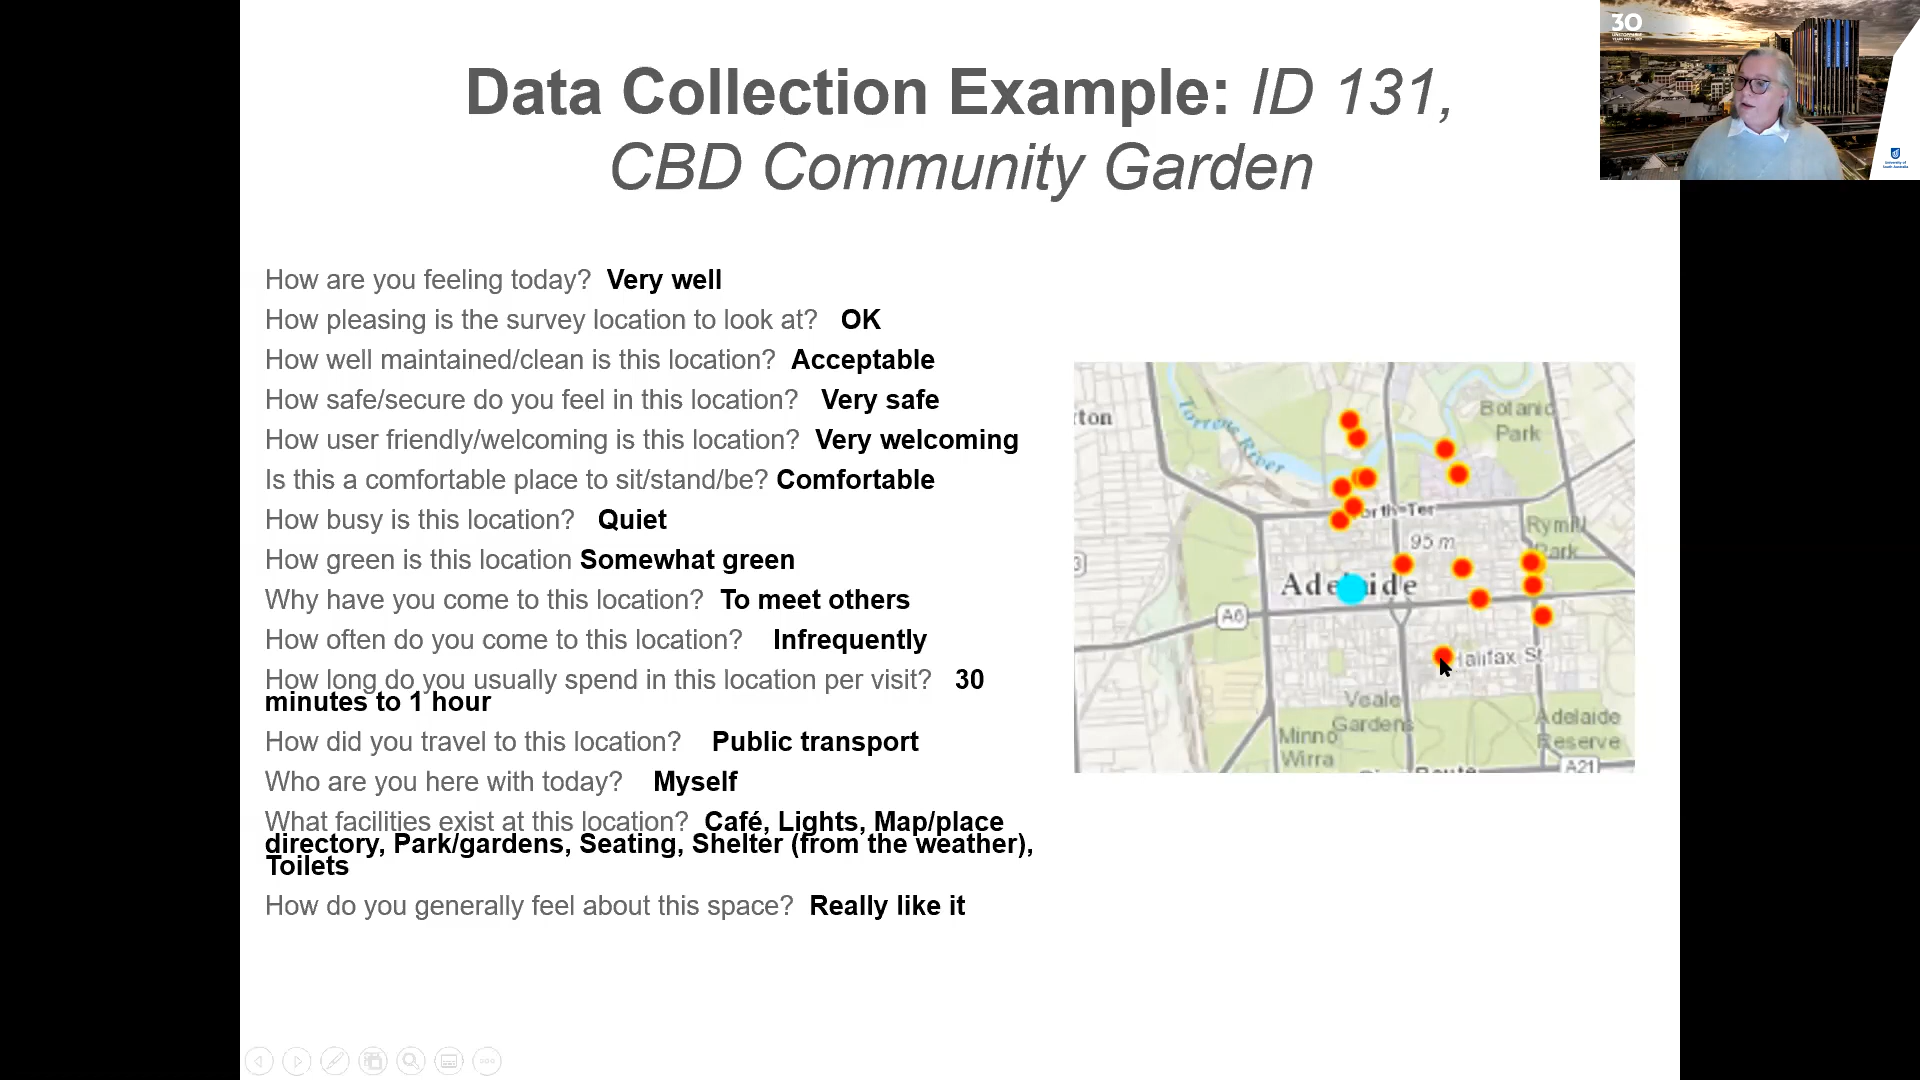 Data Collection Example: ID 131,
CBD Community Garden
30
How are you feeling today? Very well
How pleasing is the survey location to look at? OK
How well maintained/clean is this location? Acceptable
How safe/secure do you feel in this location? Very safe
How user friendly/welcoming is this location? Very welcoming
Is this a comfortable place to sit/stand/be? Comfortable
How busy is this location? Quiet
How green is this location Somewhat green
Why have you come to this location? To meet others
How often do you come to this location? Infrequently
How long do you usually spend in this location per visit? 30
minutes to 1 hour
How did you travel to this location? Public transport
Who are you here with today? Myself
What facilities exist at this location? Café, Lights, Map/place
directory, Park/gardens, Seating, Shelter (from the weather),
Toilets
How do you generally feel about this space? Really like it
Torrens River
Botanic
Park
Rymill
Park
95 m
Adelaide
A6
Halifax St
Veale
Gardens
Minno
Wirra
Adelaide
Reserve
A21
University of
South Australia